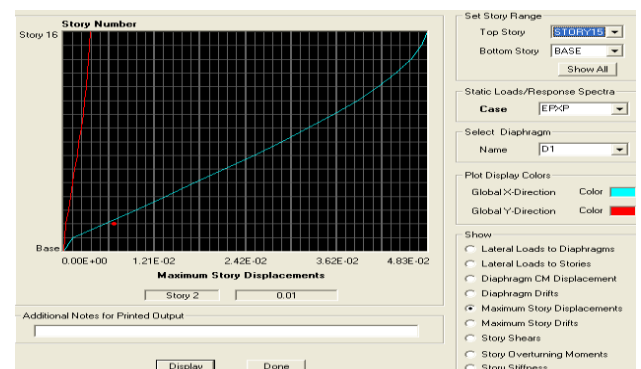 Story Number
Story 16
Base
0.00E+00 1.21E-02 2.42E-02 3.62E-02 4.83E-02
Maximum Story Displacements
Story 2 0.01
Additional Notes for Printed Output
Display Done
Set Story Range
Top Story STORY15
Bottom Story BASE
Show All
Static Loads/Response Spectra
Case EPXP
Select Diaphragm
Name D1
Plot Display Colors
Global X-Direction Color
Global Y-Direction Color
Show
Lateral Loads to Diaphragms
Lateral Loads to Stories
Diaphragm CM Displacement
Diaphragm Drifts
Maximum Story Displacements
Maximum Story Drifts
Story Shears
Story Overturning Moments
Story Stiffness